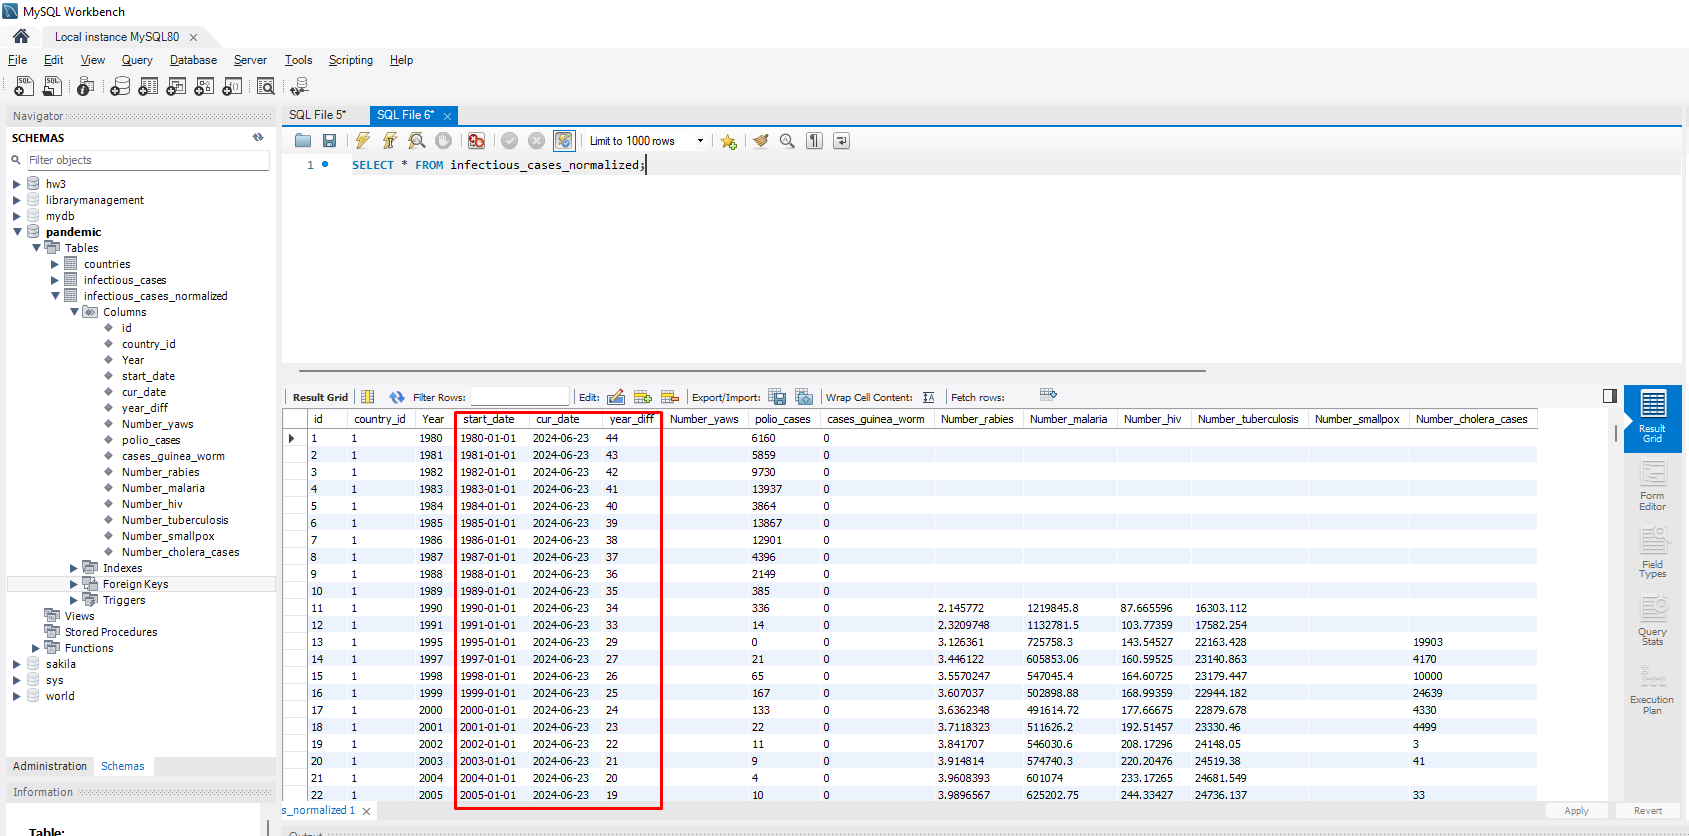 MySQL Workbench
Local instance MySQL80
File Edit View Query Database Server Tools Scripting Help
Navigator
SCHEMAS
Filter objects
hw3
librarymanagement
mydb
pandemic
Tables
countries
infectious_cases
infectious_cases_normalized
Columns
id
country_id
Year
start_date
cur_date
year_diff
Number_yaws
polio_cases
cases_guinea_worm
Number_rabies
Number_malaria
Number_hiv
Number_tuberculosis
Number_smallpox
Number_cholera_cases
Indexes
Foreign Keys
Triggers
Views
Stored Procedures
Functions
sakila
sys
world
Administration Schemas
Information
Table:
SQL File 5* SQL File 6*
Limit to 1000 rows
1 SELECT * FROM infectious_cases_normalized;
Result Grid Filter Rows: Edit: Export/Import: Wrap Cell Content: Fetch rows:
id country_id Year start_date cur_date year_diff Number_yaws polio_cases cases_guinea_worm Number_rabies Number_malaria Number_hiv Number_tuberculosis Number_smallpox Number_cholera_cases
1 1 1980 1980-01-01 2024-06-23 44 6160 0
2 1 1981 1981-01-01 2024-06-23 43 5859 0
3 1 1982 1982-01-01 2024-06-23 42 9730 0
4 1 1983 1983-01-01 2024-06-23 41 13937 0
5 1 1984 1984-01-01 2024-06-23 40 3864 0
6 1 1985 1985-01-01 2024-06-23 39 13867 0
7 1 1986 1986-01-01 2024-06-23 38 12901 0
8 1 1987 1987-01-01 2024-06-23 37 4396 0
9 1 1988 1988-01-01 2024-06-23 36 2149 0
10 1 1989 1989-01-01 2024-06-23 35 385 0
11 1 1990 1990-01-01 2024-06-23 34 336 0 2.145772 1219845.8 87.665596 16303.112
12 1 1991 1991-01-01 2024-06-23 33 14 0 2.3209748 1132781.5 103.77359 17582.254
13 1 1995 1995-01-01 2024-06-23 29 0 0 3.126361 725758.3 143.54527 22163.428 19903
14 1 1997 1997-01-01 2024-06-23 27 21 0 3.446122 605853.06 160.59525 23140.863 4170
15 1 1998 1998-01-01 2024-06-23 26 65 0 3.5570247 547045.4 164.60725 23179.447 10000
16 1 1999 1999-01-01 2024-06-23 25 167 0 3.607037 502898.88 168.99359 22944.182 24639
17 1 2000 2000-01-01 2024-06-23 24 133 0 3.6362348 491614.72 177.66675 22879.678 4330
18 1 2001 2001-01-01 2024-06-23 23 22 0 3.7118323 511626.2 192.51457 23330.46 4499
19 1 2002 2002-01-01 2024-06-23 22 11 0 3.841707 546030.6 208.17296 24148.05 3
20 1 2003 2003-01-01 2024-06-23 21 9 0 3.914814 574740.3 220.20476 24519.38 41
21 1 2004 2004-01-01 2024-06-23 20 4 0 3.9608393 601074 233.17265 24681.549
22 1 2005 2005-01-01 2024-06-23 19 10 0 3.9896567 625202.75 244.33427 24736.137 33
s_normalized 1
Apply Revert
Result
Grid
Form
Editor
Field
Types
Query
Stats
Execution
Plan